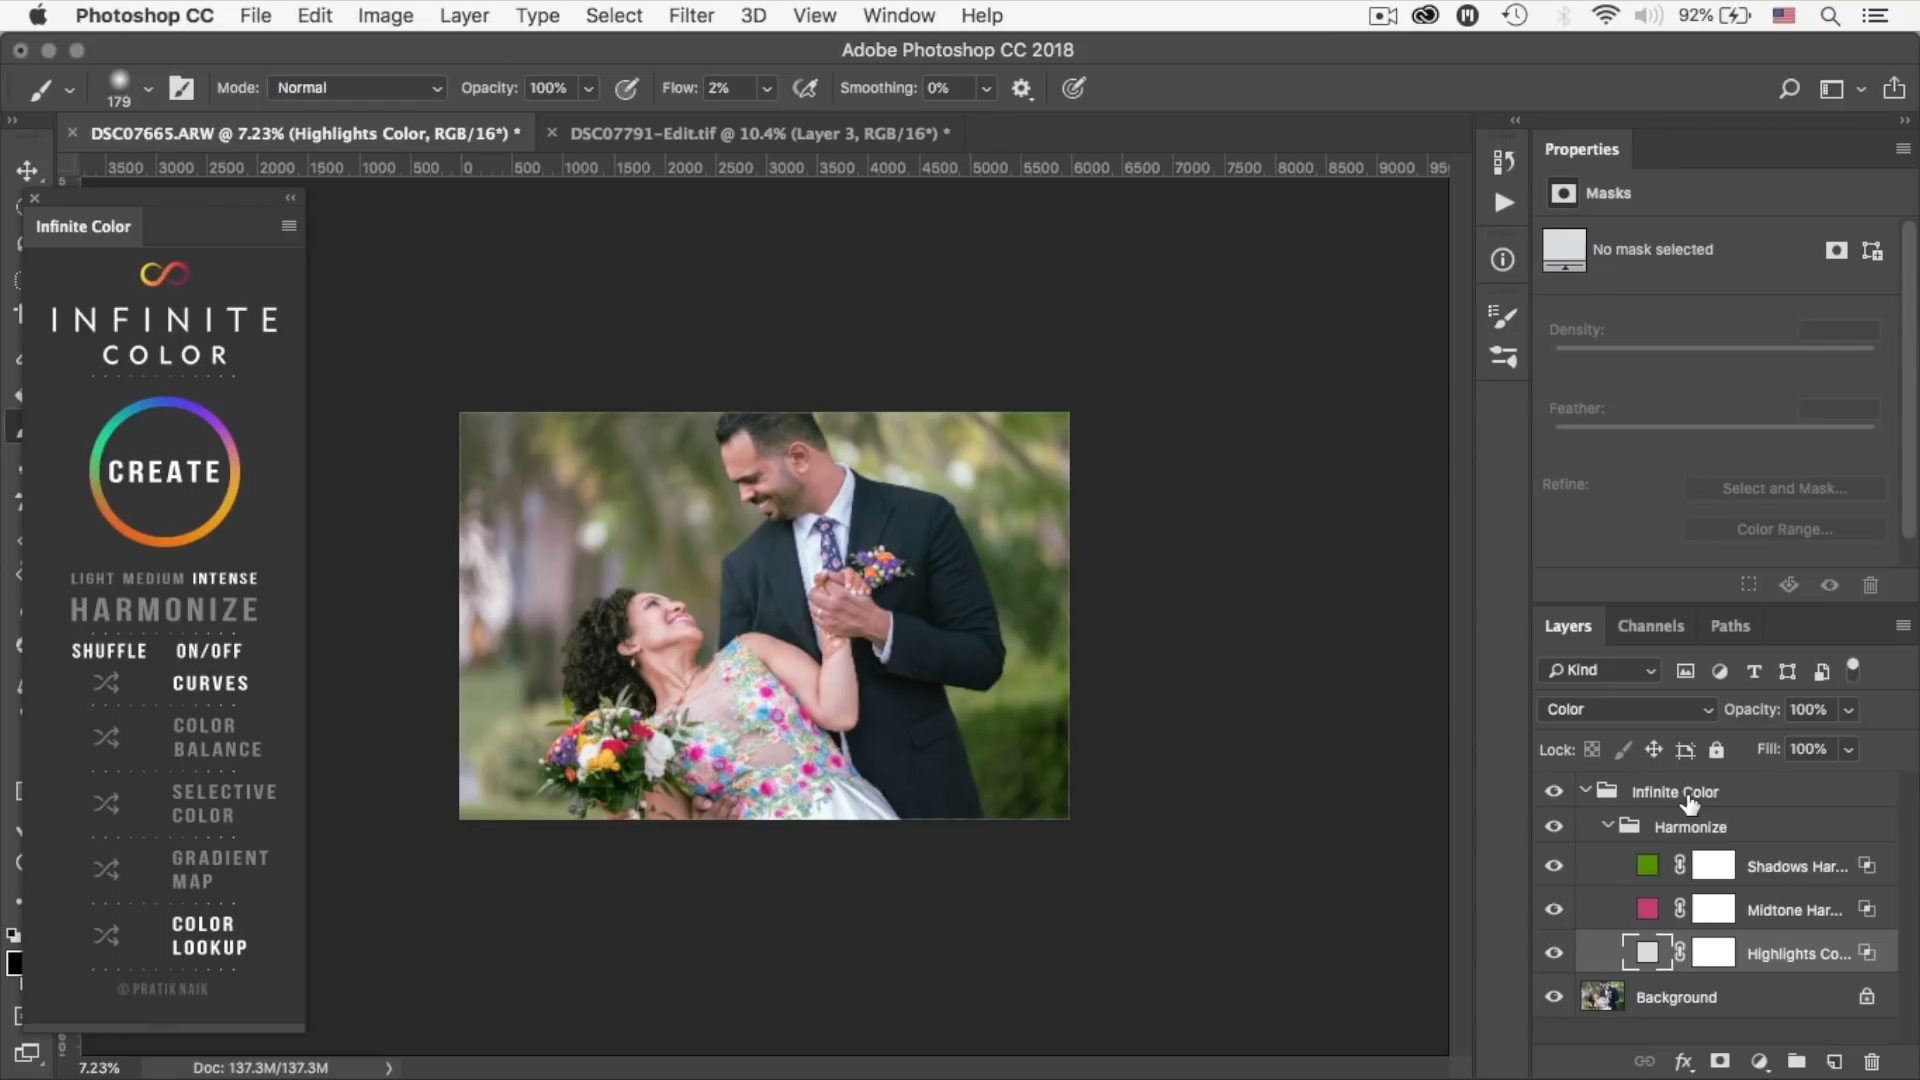 Photoshop CC File Edit Image Layer Type Select Filter 3D View Window Help 92%
Adobe Photoshop CC 2018
179 Mode: Normal Opacity: 100% Flow: 2% Smoothing: 0%
DSC07665.ARW @ 7.23% (Highlights Color, RGB/16*) * DSC07791-Edit.tif @ 10.4% (Layer 3, RGB/16*) *
3500 3000 2500 2000 1500 1000 500 0 500 1000 1500 2000 2500 3000 3500 4000 4500 5000 5500 6000 6500 7000 7500 8000 8500 9000 95
5
Infinite Color
INFINITE
COLOR
CREATE
LIGHT MEDIUM INTENSE
HARMONIZE
SHUFFLE ON/OFF
CURVES
COLOR
BALANCE
SELECTIVE
COLOR
GRADIENT
MAP
COLOR
LOOKUP
© PRATIK NAIK
7.23% Doc: 137.3M/137.3M
Properties
Masks
No mask selected
Density:
Feather:
Refine: Select and Mask...
Color Range...
Layers Channels Paths
Kind
Color Opacity: 100%
Lock: Fill: 100%
Infinite Color
Harmonize
Shadows Har...
Midtone Har...
Highlights Co...
Background